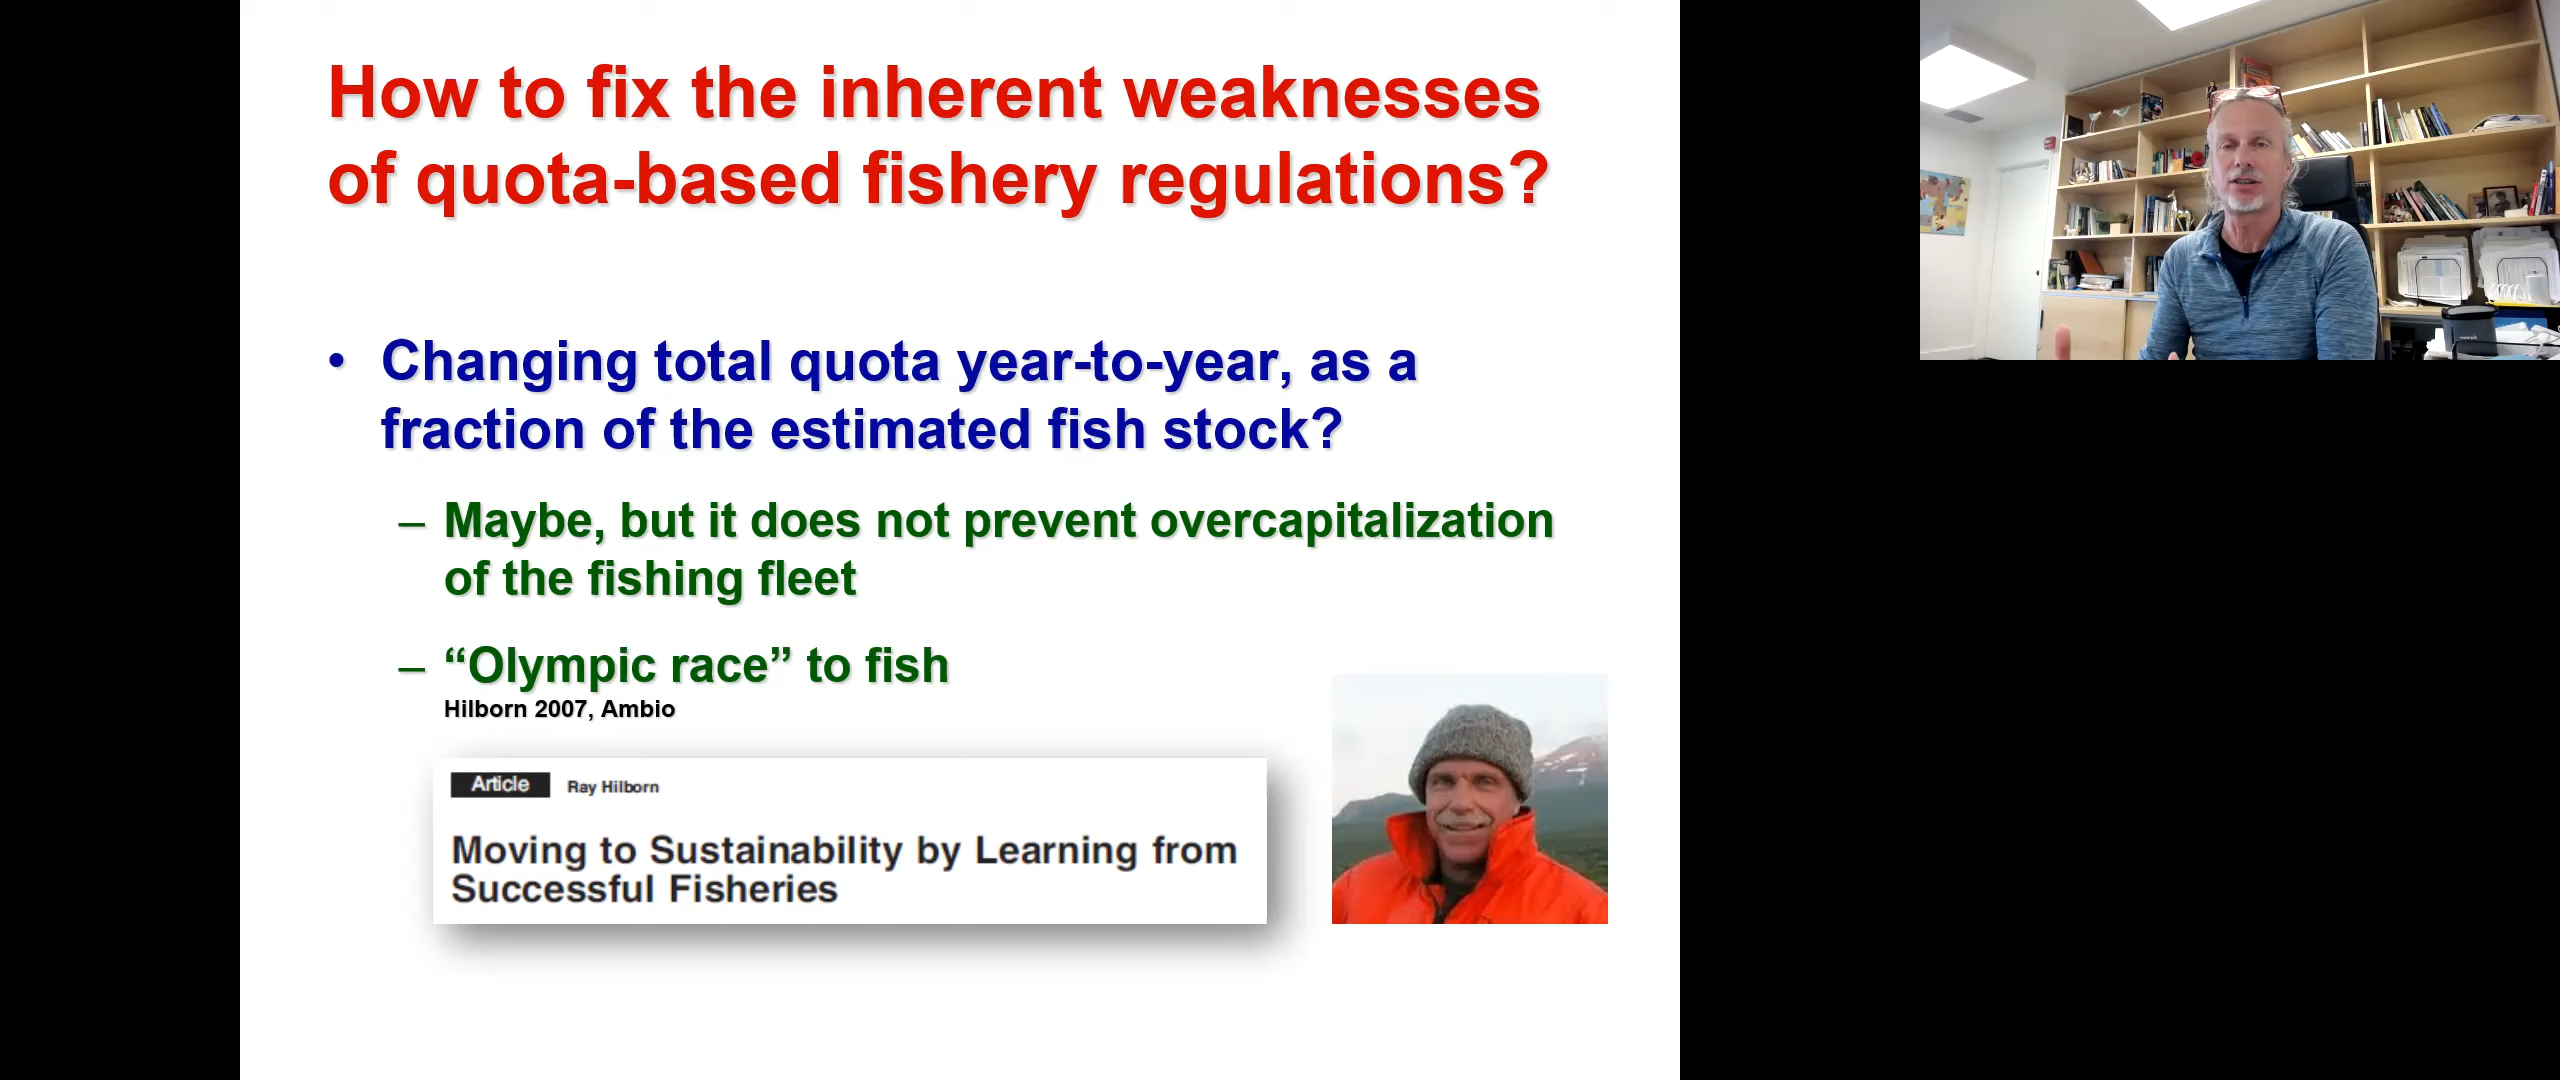 How to fix the inherent weaknesses
of quota-based fishery regulations?
• Changing total quota year-to-year, as a
fraction of the estimated fish stock?
– Maybe, but it does not prevent overcapitalization
of the fishing fleet
– “Olympic race” to fish
Hilborn 2007, Ambio
Article Ray Hilborn
Moving to Sustainability by Learning from
Successful Fisheries